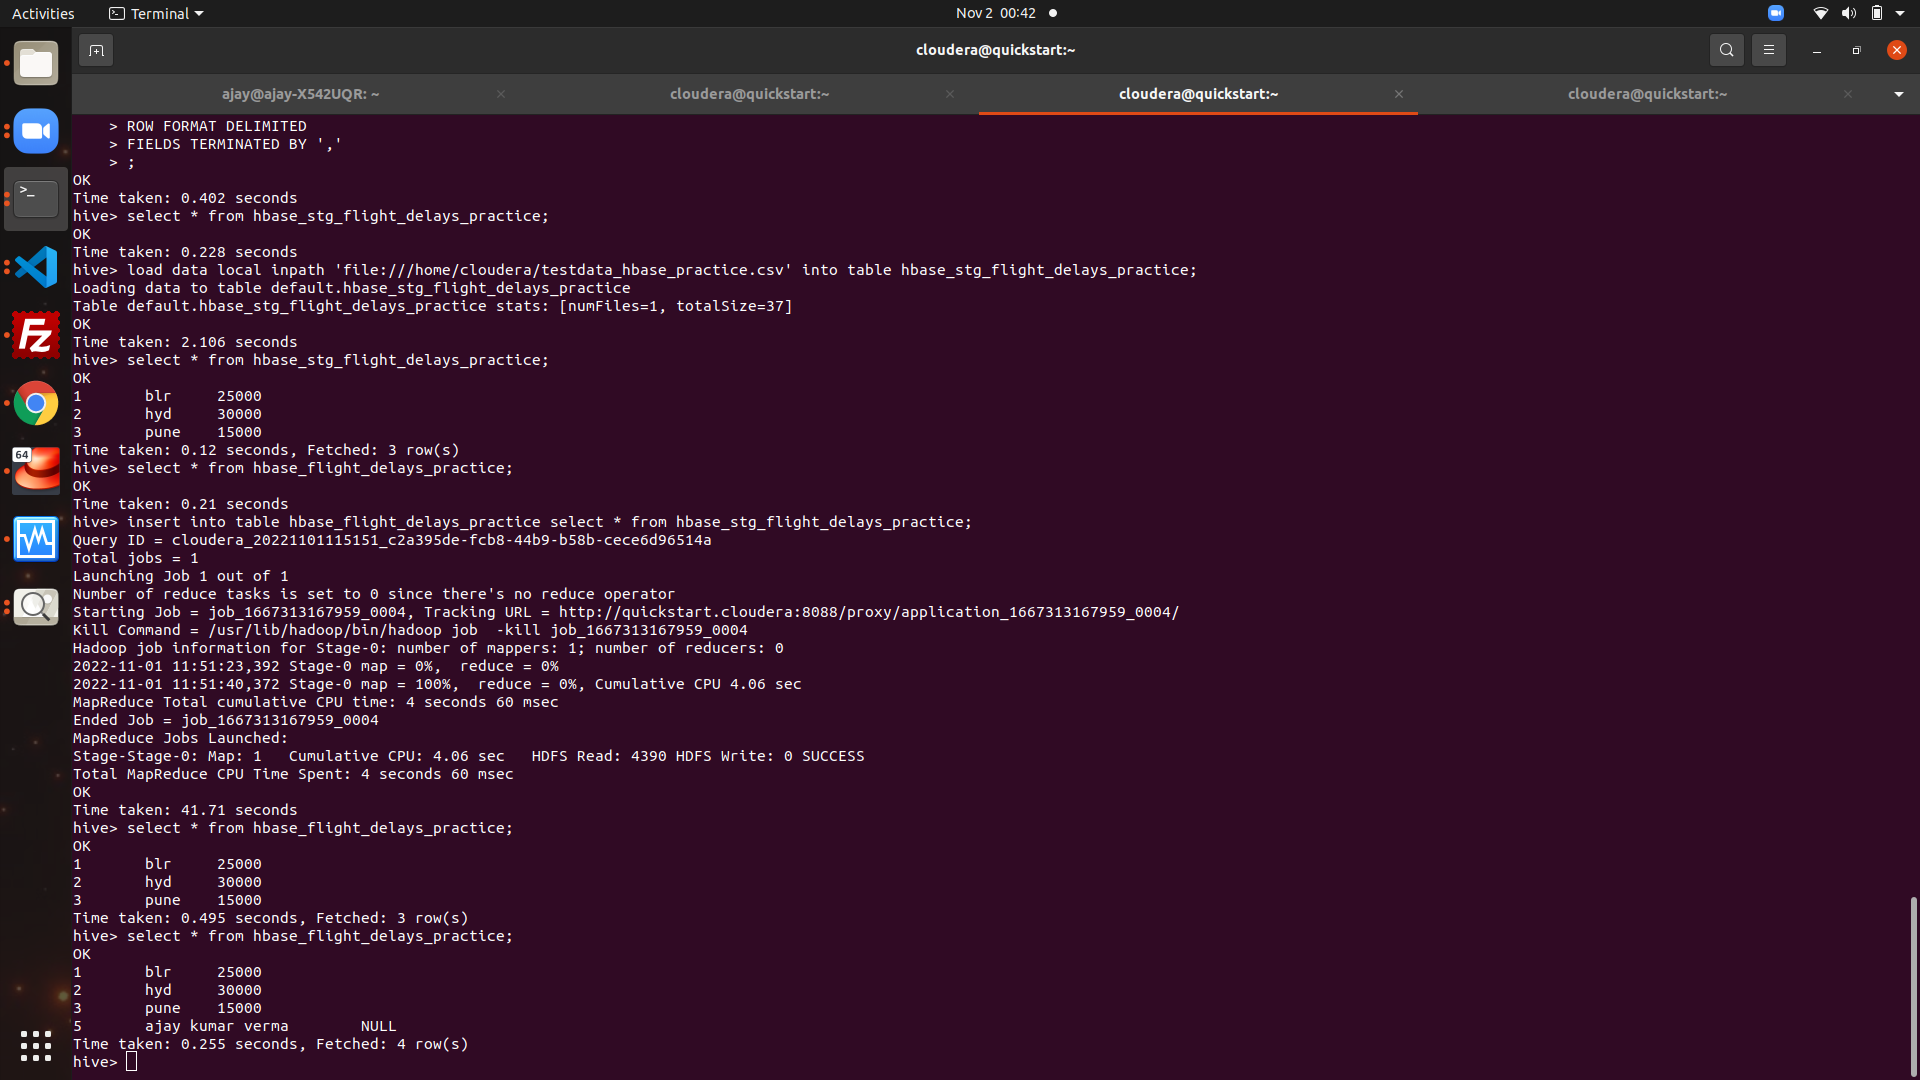 Activities Terminal Nov 2 00:42
cloudera@quickstart:~
ajay@ajay-X542UQR: ~ cloudera@quickstart:~ cloudera@quickstart:~ cloudera@quickstart:~
> ROW FORMAT DELIMITED
> FIELDS TERMINATED BY ','
> ;
OK
Time taken: 0.402 seconds
hive> select * from hbase_stg_flight_delays_practice;
OK
Time taken: 0.228 seconds
hive> load data local inpath 'file:///home/cloudera/testdata_hbase_practice.csv' into table hbase_stg_flight_delays_practice;
Loading data to table default.hbase_stg_flight_delays_practice
Table default.hbase_stg_flight_delays_practice stats: [numFiles=1, totalSize=37]
OK
Time taken: 2.106 seconds
hive> select * from hbase_stg_flight_delays_practice;
OK
1 blr 25000
2 hyd 30000
3 pune 15000
Time taken: 0.12 seconds, Fetched: 3 row(s)
hive> select * from hbase_flight_delays_practice;
OK
Time taken: 0.21 seconds
hive> insert into table hbase_flight_delays_practice select * from hbase_stg_flight_delays_practice;
Query ID = cloudera_20221101115151_c2a395de-fcb8-44b9-b58b-cece6d96514a
Total jobs = 1
Launching Job 1 out of 1
Number of reduce tasks is set to 0 since there's no reduce operator
Starting Job = job_1667313167959_0004, Tracking URL = http://quickstart.cloudera:8088/proxy/application_1667313167959_0004/
Kill Command = /usr/lib/hadoop/bin/hadoop job  -kill job_1667313167959_0004
Hadoop job information for Stage-0: number of mappers: 1; number of reducers: 0
2022-11-01 11:51:23,392 Stage-0 map = 0%,  reduce = 0%
2022-11-01 11:51:40,372 Stage-0 map = 100%,  reduce = 0%, Cumulative CPU 4.06 sec
MapReduce Total cumulative CPU time: 4 seconds 60 msec
Ended Job = job_1667313167959_0004
MapReduce Jobs Launched:
Stage-Stage-0: Map: 1   Cumulative CPU: 4.06 sec   HDFS Read: 4390 HDFS Write: 0 SUCCESS
Total MapReduce CPU Time Spent: 4 seconds 60 msec
OK
Time taken: 41.71 seconds
hive> select * from hbase_flight_delays_practice;
OK
1 blr 25000
2 hyd 30000
3 pune 15000
Time taken: 0.495 seconds, Fetched: 3 row(s)
hive> select * from hbase_flight_delays_practice;
OK
1 blr 25000
2 hyd 30000
3 pune 15000
5 ajay kumar verma NULL
Time taken: 0.255 seconds, Fetched: 4 row(s)
hive>
>_
Fz
64